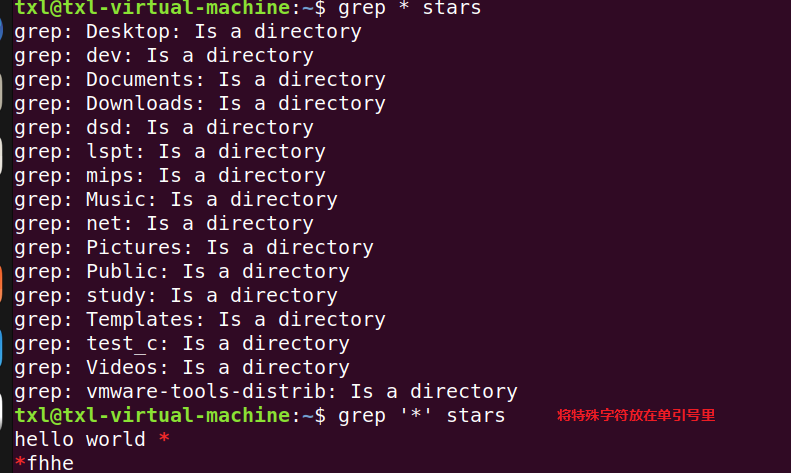 txl@txl-virtual-machine:~$ grep * stars
grep: Desktop: Is a directory
grep: dev: Is a directory
grep: Documents: Is a directory
grep: Downloads: Is a directory
grep: dsd: Is a directory
grep: lspt: Is a directory
grep: mips: Is a directory
grep: Music: Is a directory
grep: net: Is a directory
grep: Pictures: Is a directory
grep: Public: Is a directory
grep: study: Is a directory
grep: Templates: Is a directory
grep: test_c: Is a directory
grep: Videos: Is a directory
grep: vmware-tools-distrib: Is a directory
txl@txl-virtual-machine:~$ grep '*' stars 将特殊字符放在单引号里
hello world *
*fhhe